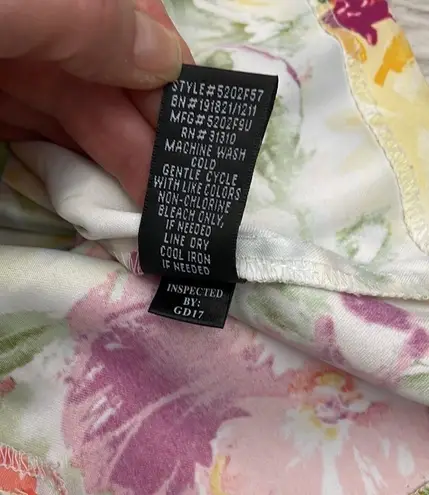 STYLE#5202F57
BN#191821/1211
MFG#5202F9U
RN#31310
MACHINE WASH
COLD
GENTLE CYCLE
WITH LIKE COLORS
NON-CHLORINE
BLEACH ONLY,
IF NEEDED
LINE DRY
COOL IRON
IF NEEDED
INSPECTED
BY:
GD17